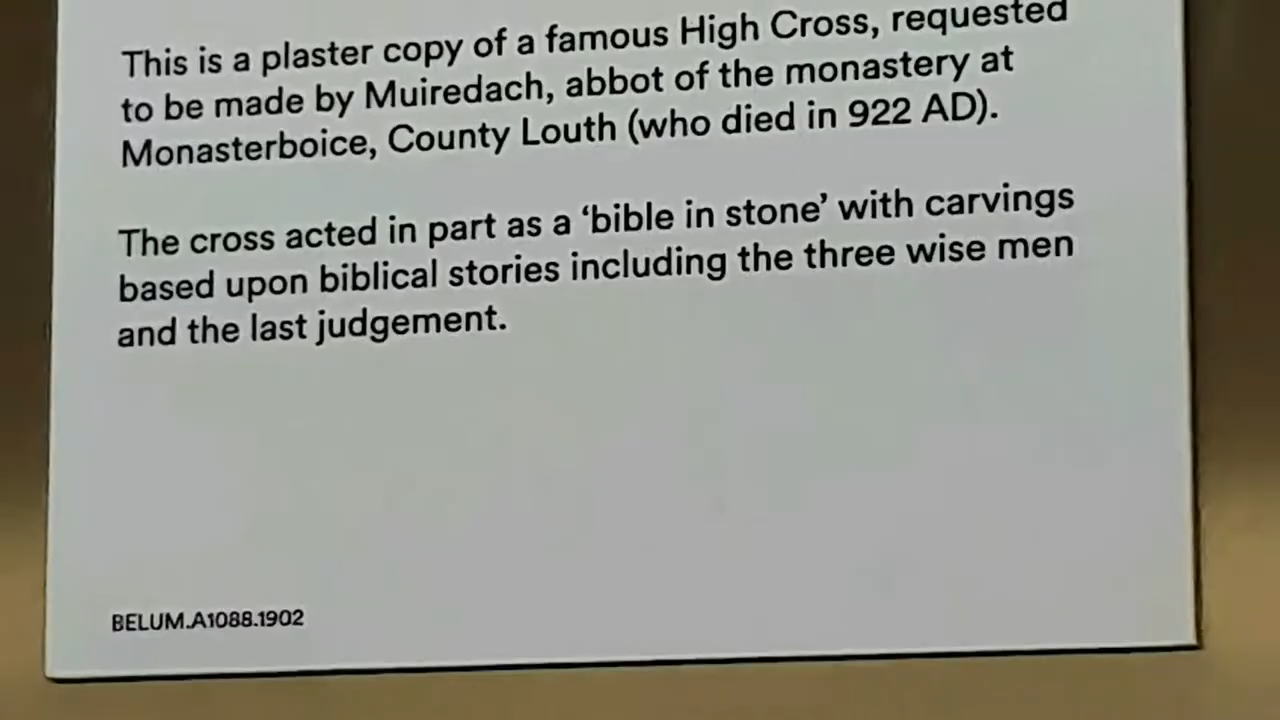 This is a plaster copy of a famous High Cross, requested
to be made by Muiredach, abbot of the monastery at
Monasterboice, County Louth (who died in 922 AD).
The cross acted in part as a ‘bible in stone’ with carvings
based upon biblical stories including the three wise men
and the last judgement.
BELUM.A1088.1902